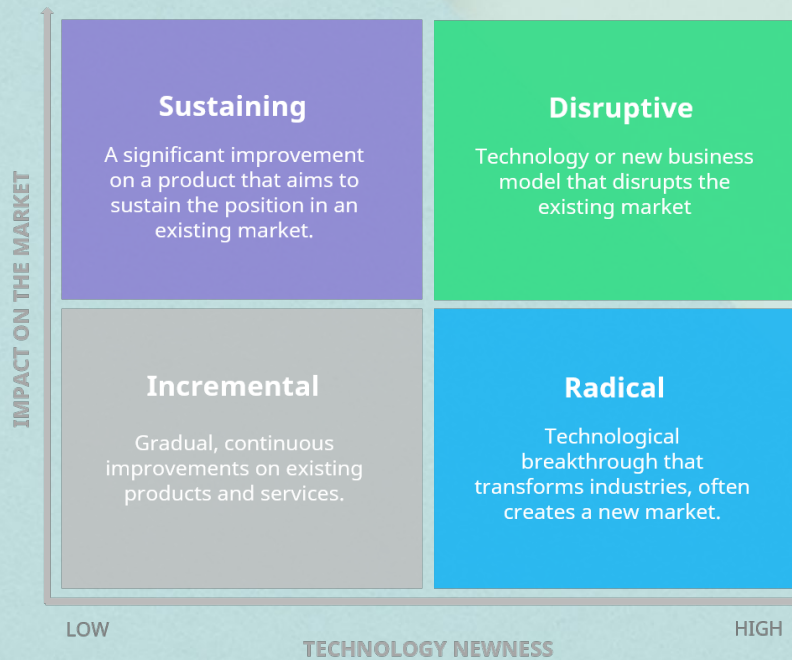 IMPACT ON THE MARKET
Sustaining
A significant improvement
on a product that aims to
sustain the position in an
existing market.
Disruptive
Technology or new business
model that disrupts the
existing market
Incremental
Gradual, continuous
improvements on existing
products and services.
Radical
Technological
breakthrough that
transforms industries, often
creates a new market.
LOW
HIGH
TECHNOLOGY NEWNESS